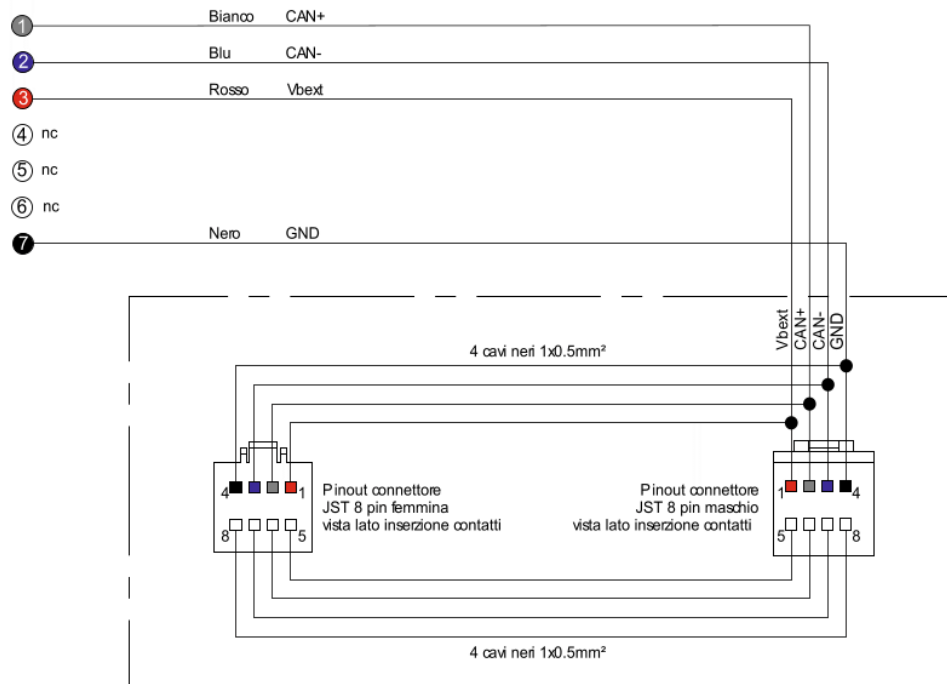 1 Bianco CAN+
2 Blu CAN-
3 Rosso Vbext
4 nc
5 nc
6 nc
7 Nero GND
Vbext
CAN+
CAN-
GND
4 cavi neri 1x0.5mm²
4 1
8 5
Pinout connettore
JST 8 pin femmina
vista lato inserzione contatti
Pinout connettore
JST 8 pin maschio
vista lato inserzione contatti
1 4
5 8
4 cavi neri 1x0.5mm²